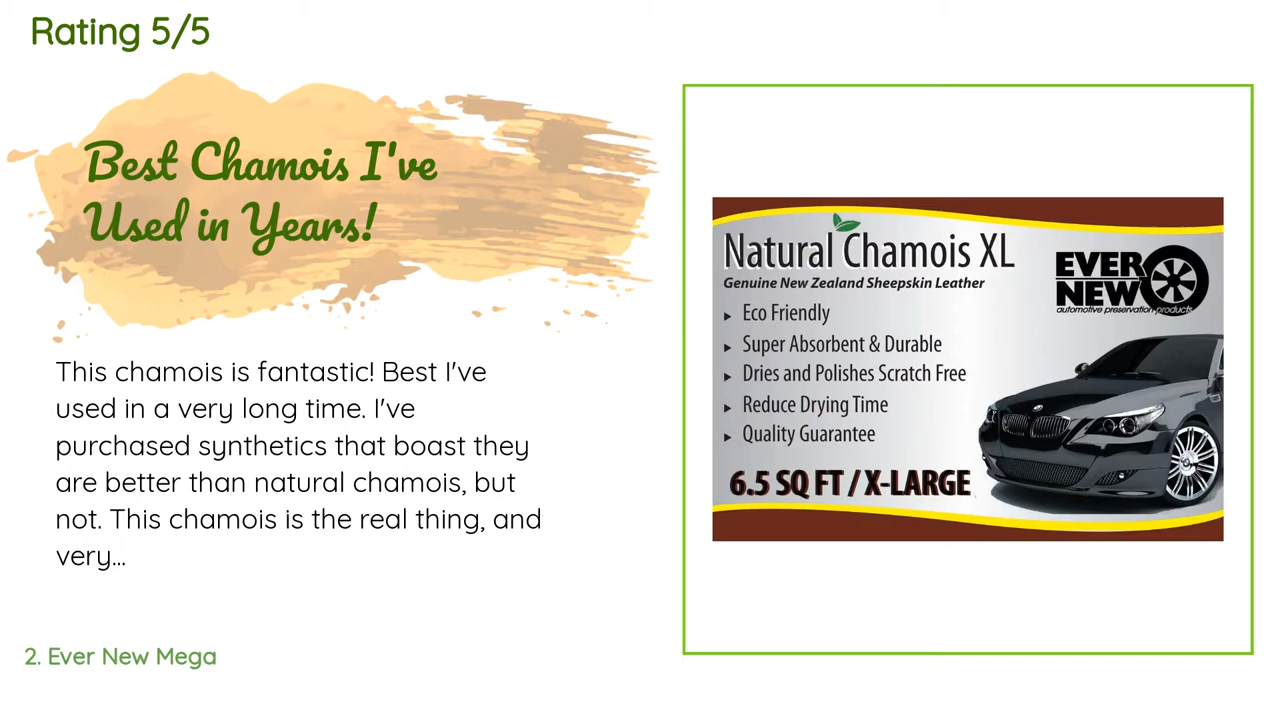 Rating 5/5
Best Chamois I've
Used in Years!
This chamois is fantastic! Best I've
used in a very long time. I've
purchased synthetics that boast they
are better than natural chamois, but
not. This chamois is the real thing, and
very...
2. Ever New Mega
Natural Chamois XL
Genuine New Zealand Sheepskin Leather
Eco Friendly
Super Absorbent & Durable
Dries and Polishes Scratch Free
Reduce Drying Time
Quality Guarantee
6.5 SQ FT / X-LARGE
EVER
NEW
automotive preservation products